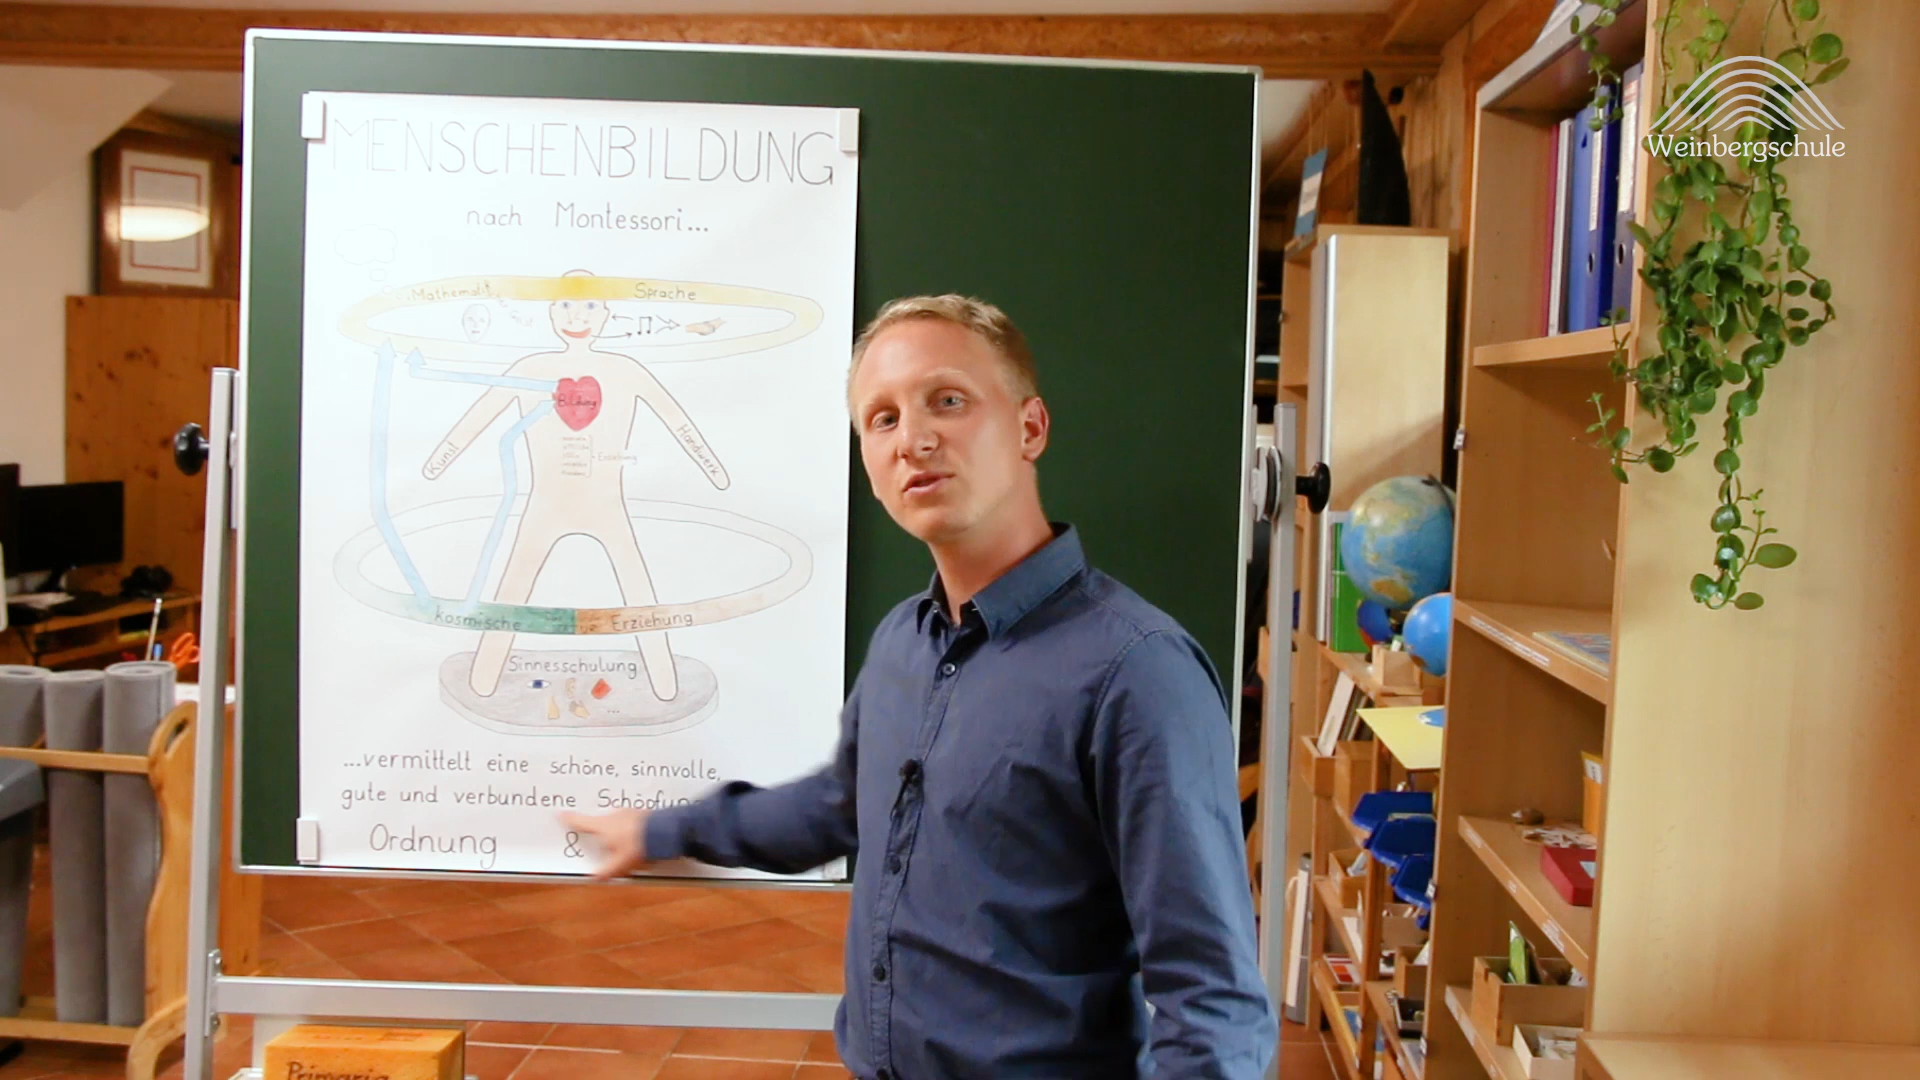 Weinbergschule
MENSCHENBILDUNG
nach Montessori...
Mathematik
Sprache
Bildung
Kunst
Handwerk
Erziehung
kosmische Erziehung
Sinnesschulung
...
...vermittelt eine schöne, sinnvolle,
gute und verbundene
Ordnung &
Primaria